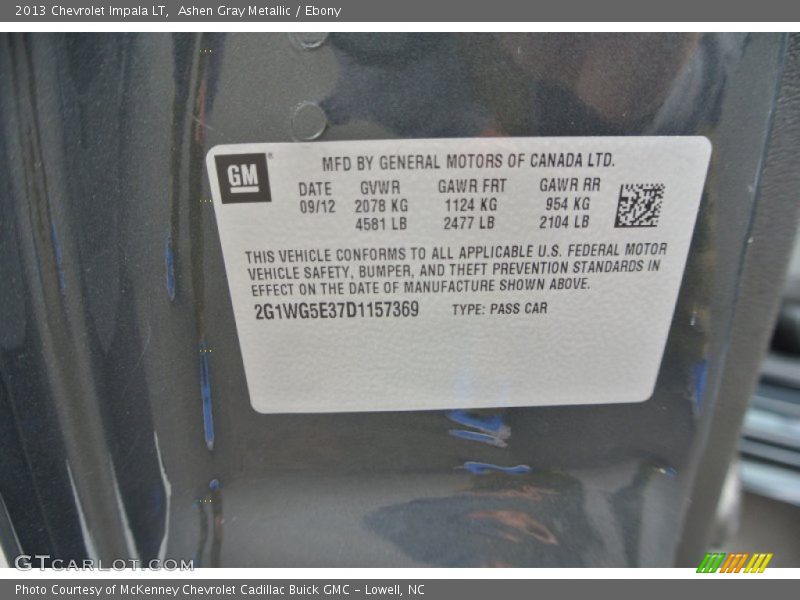 2013 Chevrolet Impala LT, Ashen Gray Metallic / Ebony
GM
MFD BY GENERAL MOTORS OF CANADA LTD.
DATE GVWR GAWR FRT GAWR RR
09/12 2078 KG 1124 KG 954 KG
4581 LB 2477 LB 2104 LB
THIS VEHICLE CONFORMS TO ALL APPLICABLE U.S. FEDERAL MOTOR
VEHICLE SAFETY, BUMPER, AND THEFT PREVENTION STANDARDS IN
EFFECT ON THE DATE OF MANUFACTURE SHOWN ABOVE.
2G1WG5E37D1157369 TYPE: PASS CAR
GTCARLOT.COM
Photo Courtesy of McKenney Chevrolet Cadillac Buick GMC - Lowell, NC